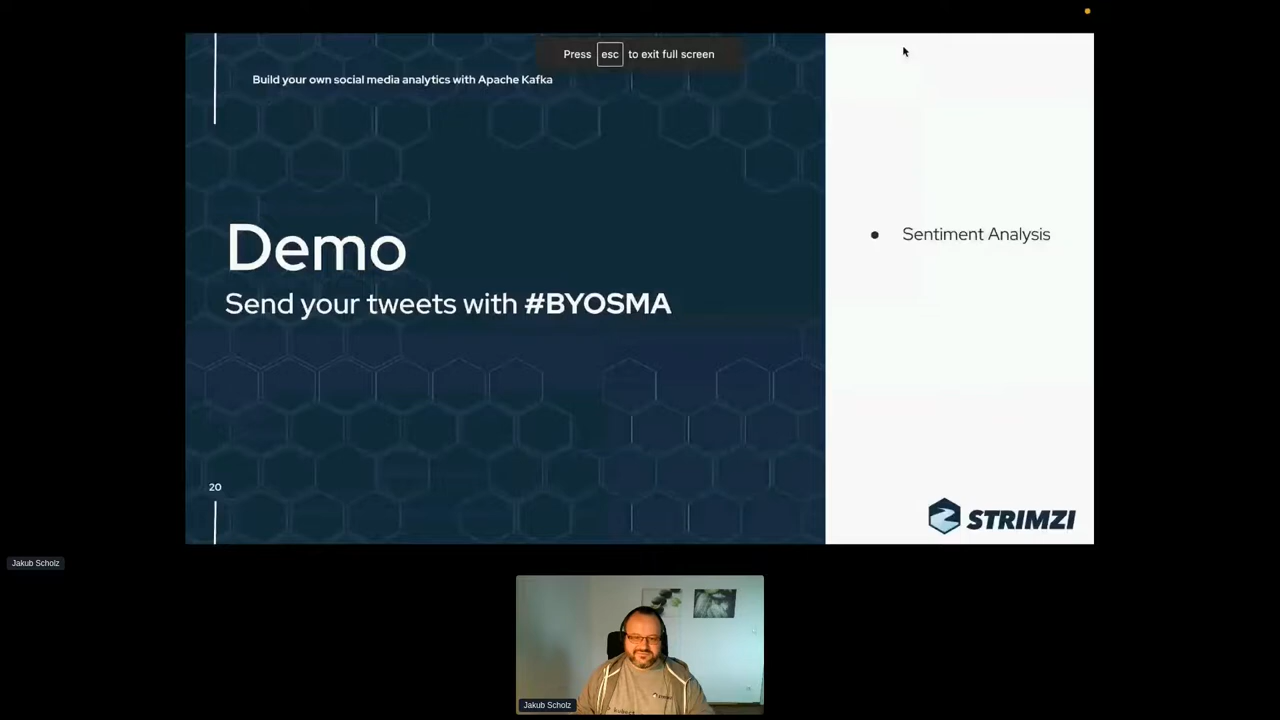 Press esc to exit full screen
Build your own social media analytics with Apache Kafka
Demo
Send your tweets with #BYOSMA
● Sentiment Analysis
20
STRIMZI
Jakub Scholz
Jakub Scholz